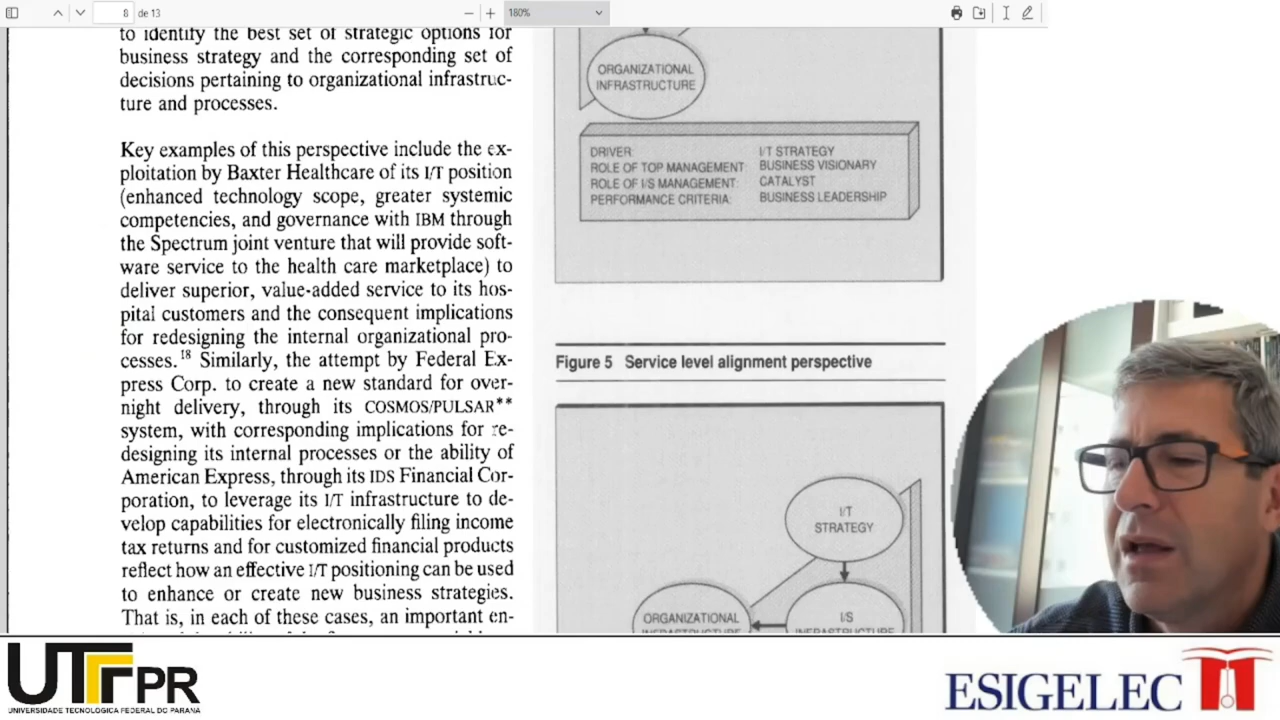 8 de 13
180%
to identify the best set of strategic options for
business strategy and the corresponding set of
decisions pertaining to organizational infrastruc-
ture and processes.
Key examples of this perspective include the ex-
ploitation by Baxter Healthcare of its I/T position
(enhanced technology scope, greater systemic
competencies, and governance with IBM through
the Spectrum joint venture that will provide soft-
ware service to the health care marketplace) to
deliver superior, value-added service to its hos-
pital customers and the consequent implications
for redesigning the internal organizational pro-
cesses.18 Similarly, the attempt by Federal Ex-
press Corp. to create a new standard for over-
night delivery, through its COSMOS/PULSAR**
system, with corresponding implications for re-
designing its internal processes or the ability of
American Express, through its IDS Financial Cor-
poration, to leverage its I/T infrastructure to de-
velop capabilities for electronically filing income
tax returns and for customized financial products
reflect how an effective I/T positioning can be used
to enhance or create new business strategies.
That is, in each of these cases, an important en-
ORGANIZATIONAL
INFRASTRUCTURE
DRIVER: I/T STRATEGY
ROLE OF TOP MANAGEMENT: BUSINESS VISIONARY
ROLE OF I/S MANAGEMENT: CATALYST
PERFORMANCE CRITERIA: BUSINESS LEADERSHIP
Figure 5 Service level alignment perspective
I/T
STRATEGY
ORGANIZATIONAL
INFRASTRUCTURE
I/S
INFRASTRUCTURE
UTFPR
UNIVERSIDADE TECNOLÓGICA FEDERAL DO PARANÁ
ESIGELEC